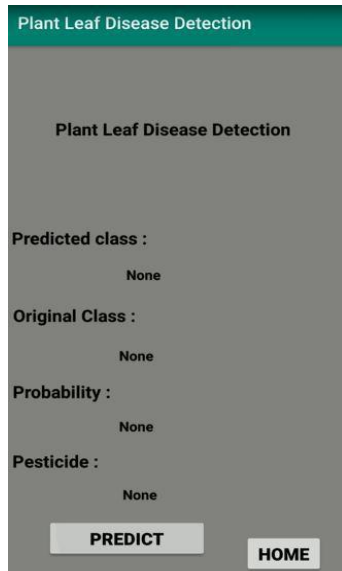 Plant Leaf Disease Detection
Plant Leaf Disease Detection
Predicted class :
None
Original Class :
None
Probability :
None
Pesticide :
None
PREDICT
HOME